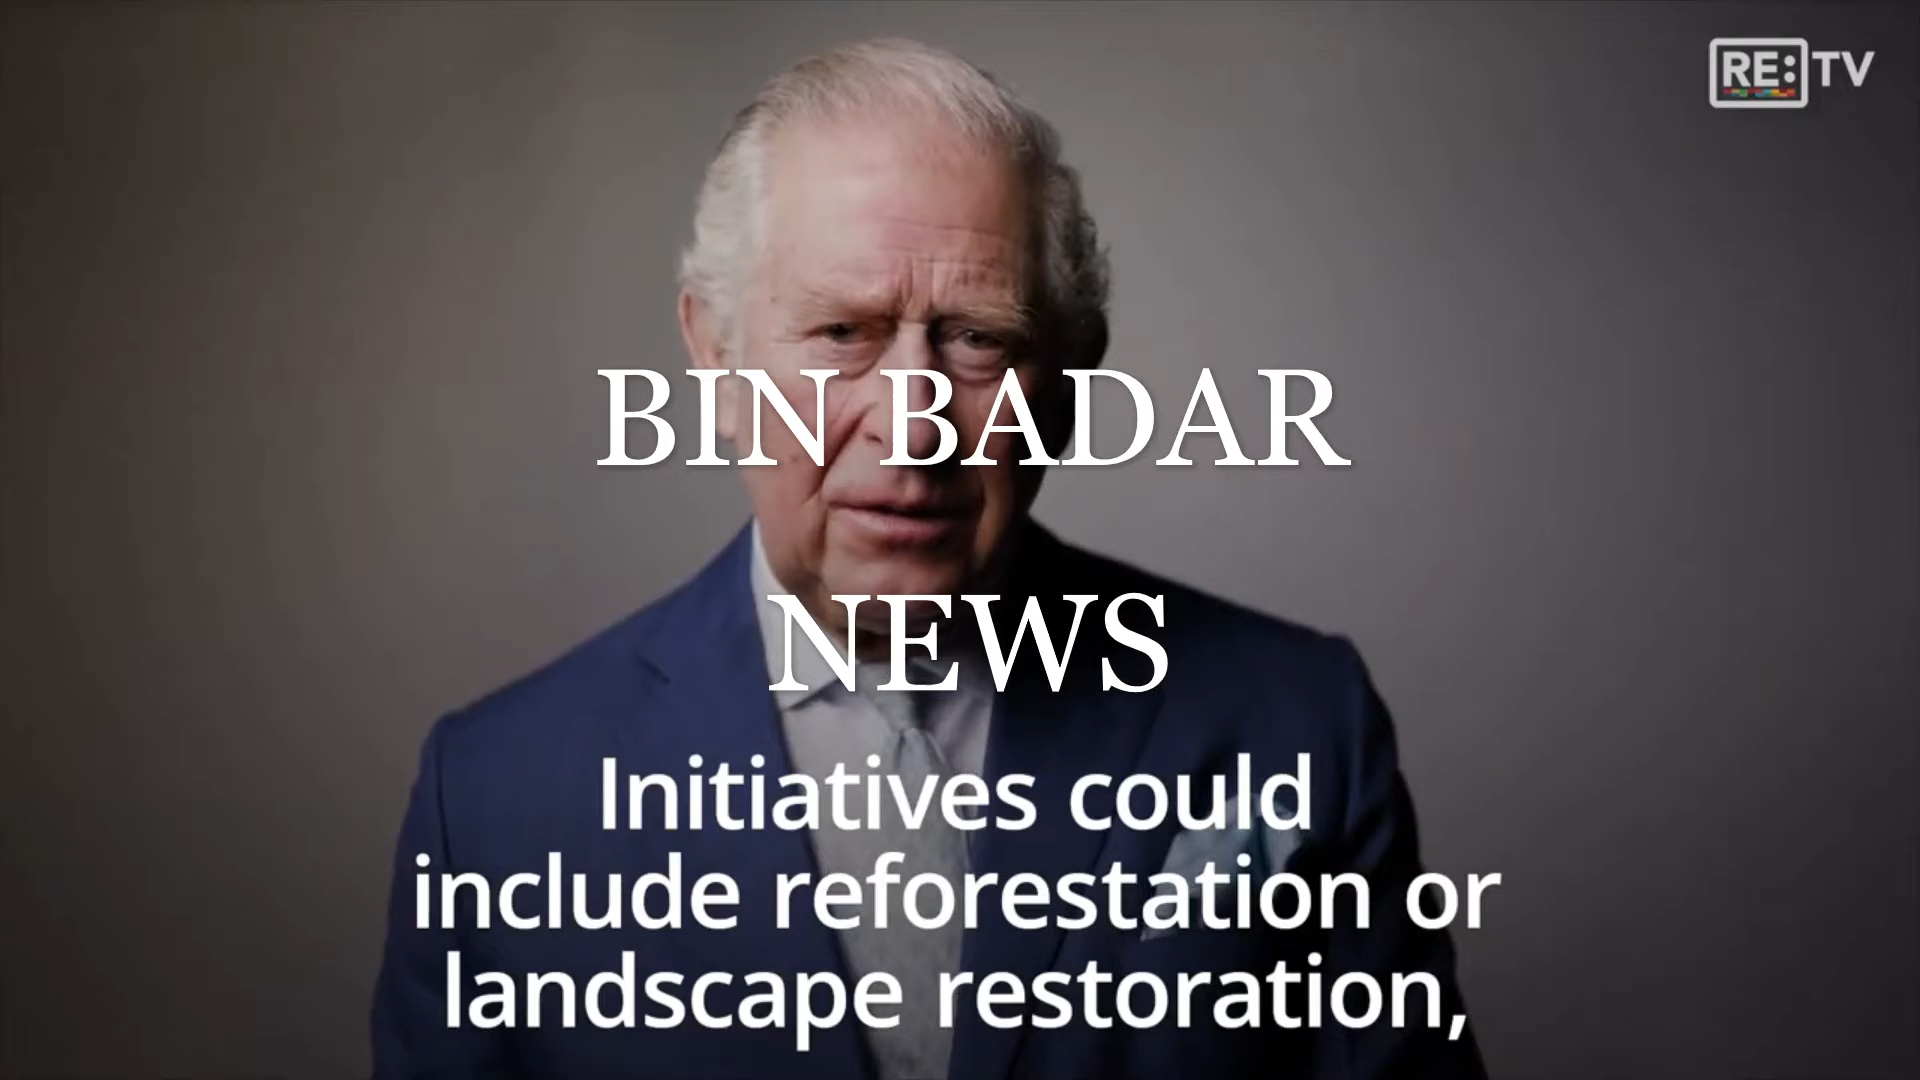 RE:TV
BIN BADAR
NEWS
Initiatives could
include reforestation or
landscape restoration,